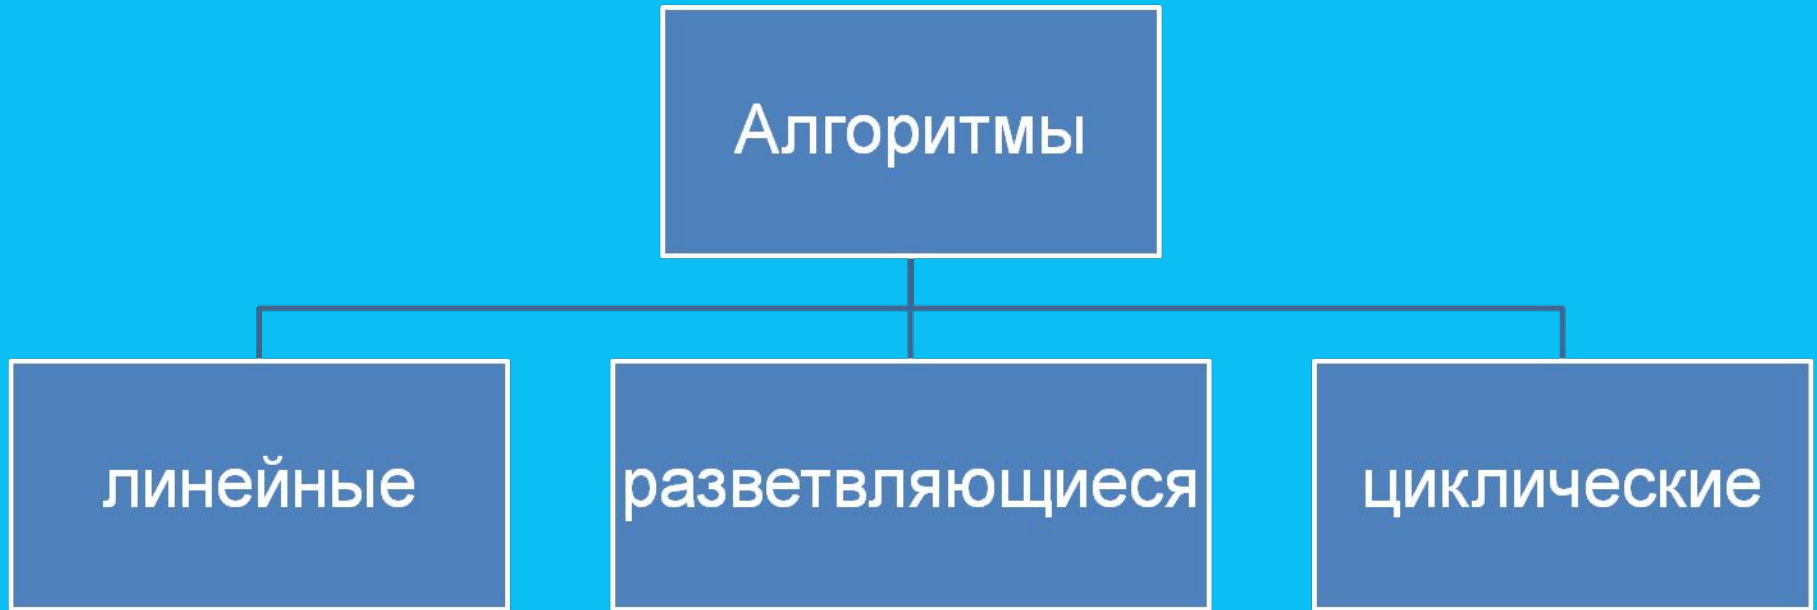 Алгоритмы
линейные
разветвляющиеся
циклические